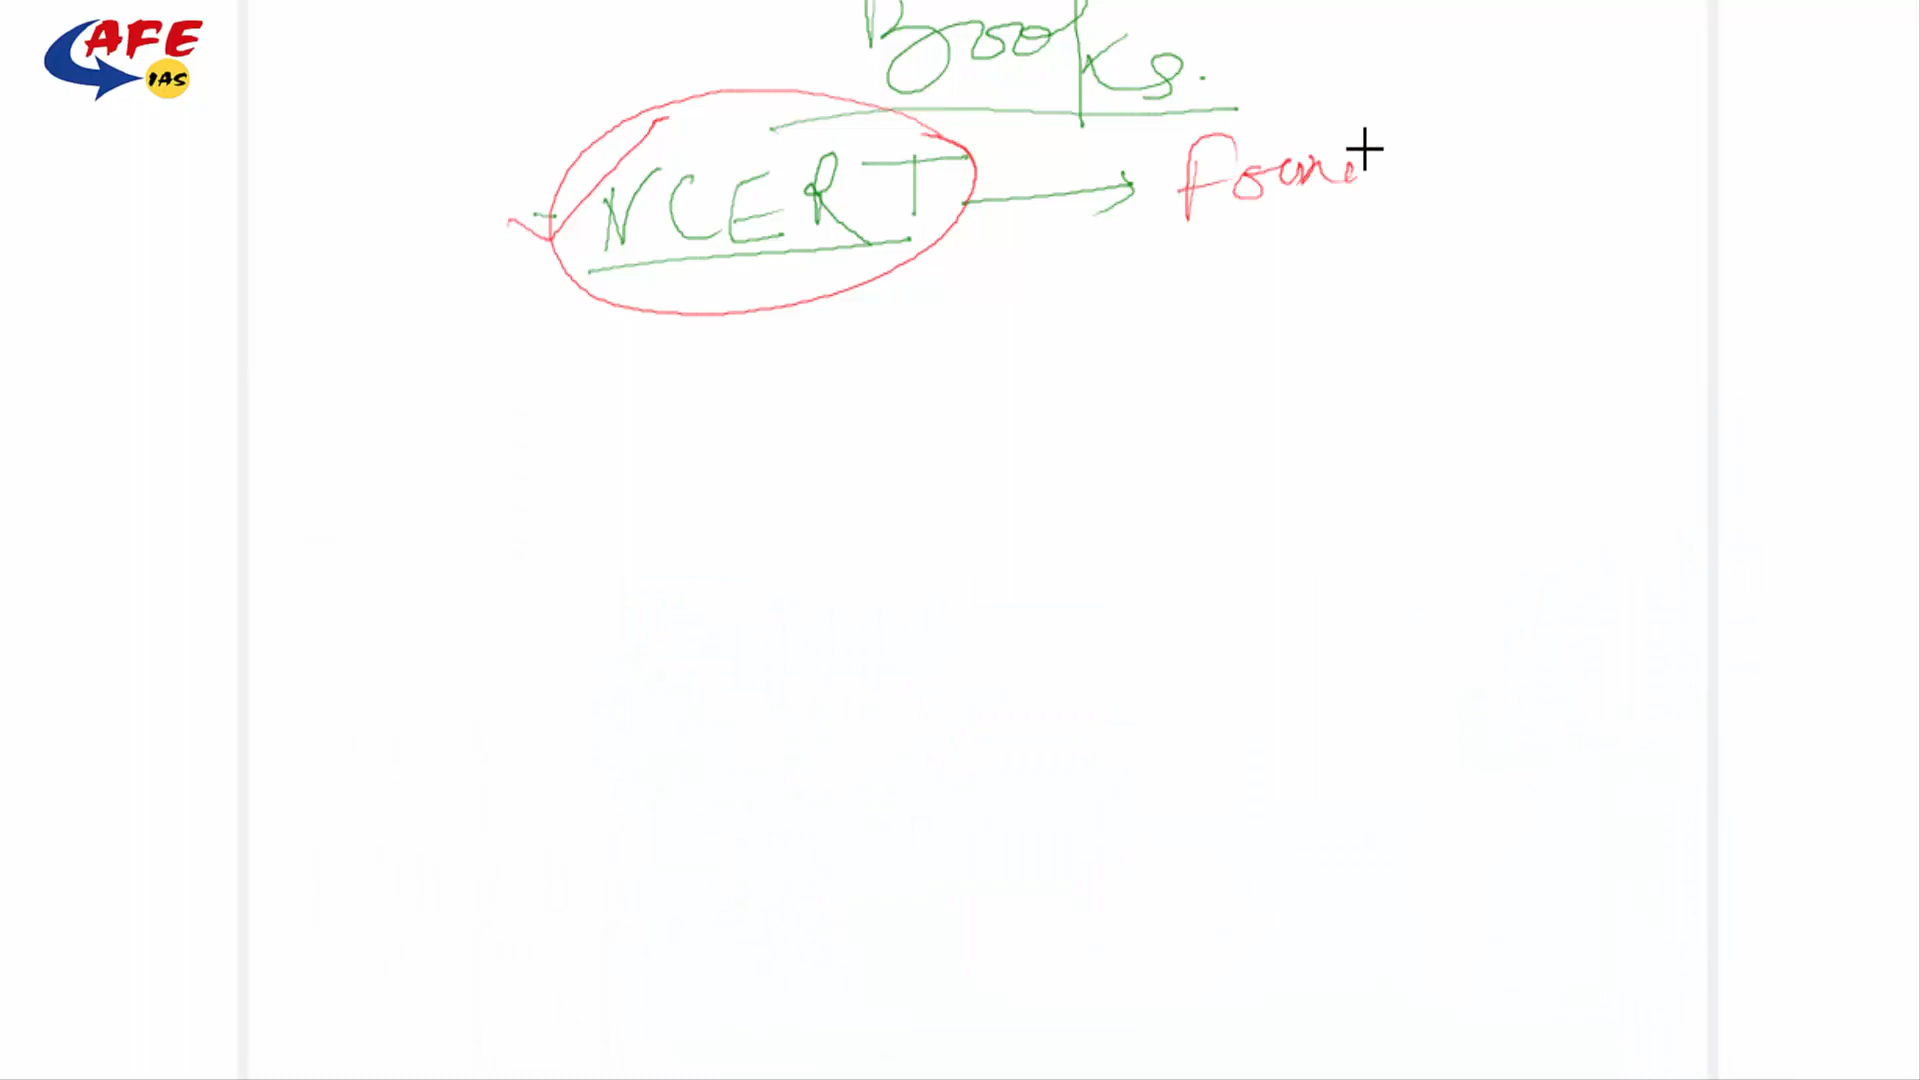 AFE
IAS
Books.
NCERT → Foun